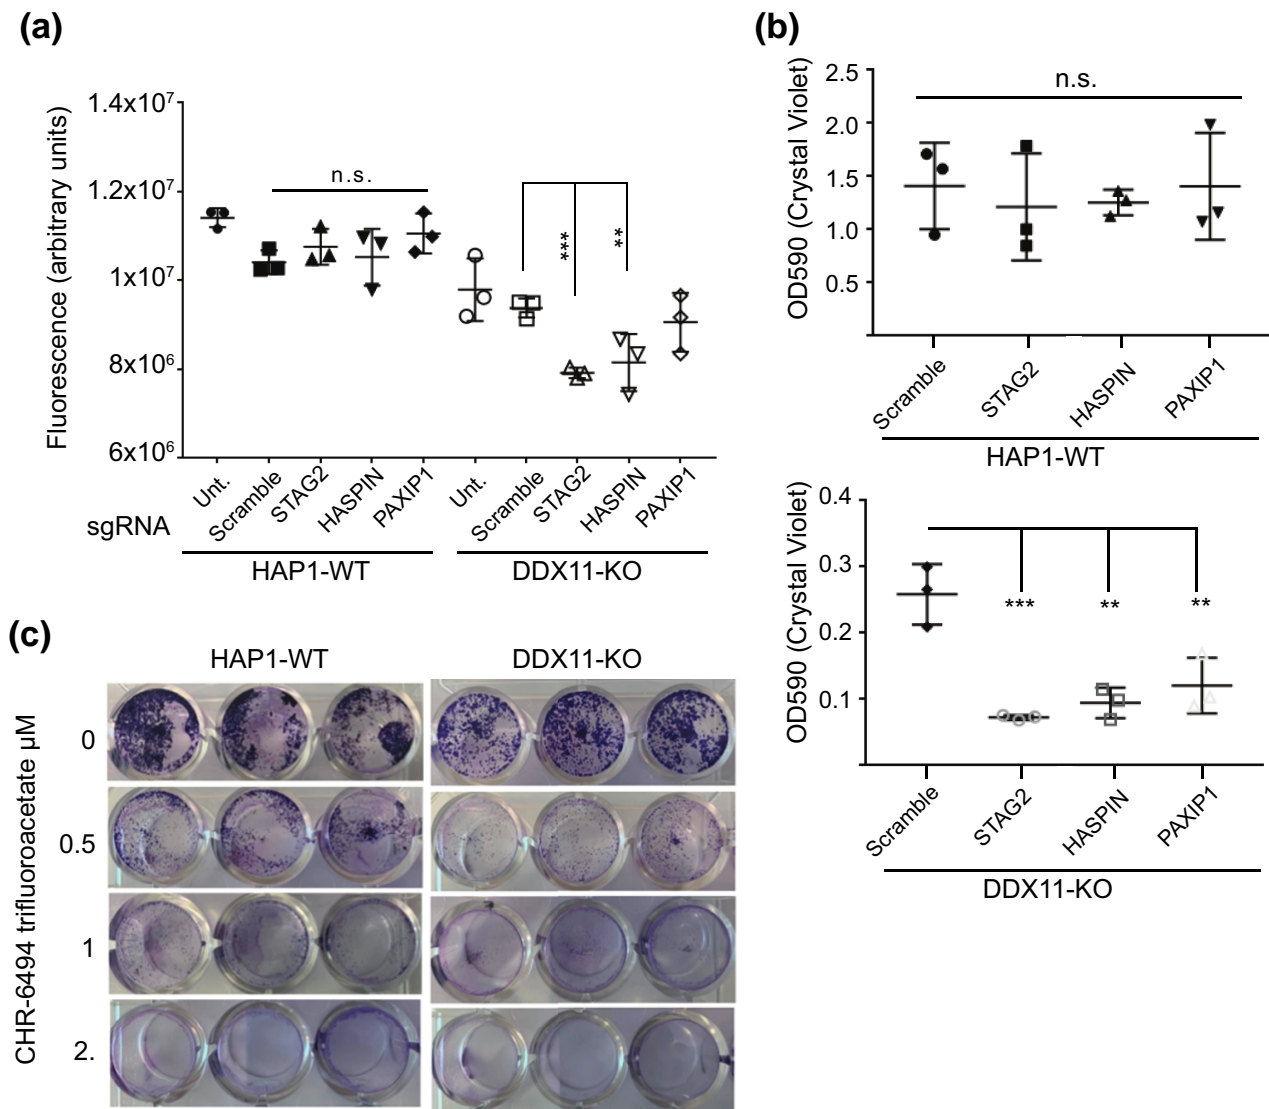 (a)
Fluorescence (arbitrary units)
1.4x10⁷
1.2x10⁷
1x10⁷
8x10⁶
6x10⁶
n.s.
***
**
sgRNA
Unt.
Scramble
STAG2
HASPIN
PAXIP1
Unt.
Scramble
STAG2
HASPIN
PAXIP1
HAP1-WT
DDX11-KO
(b)
OD590 (Crystal Violet)
2.5
2.0
1.5
1.0
0.5
n.s.
Scramble
STAG2
HASPIN
PAXIP1
HAP1-WT
OD590 (Crystal Violet)
0.4
0.3
0.2
0.1
***
**
**
Scramble
STAG2
HASPIN
PAXIP1
DDX11-KO
(c)
HAP1-WT
DDX11-KO
CHR-6494 trifluoroacetate µM
0
0.5
1
2.